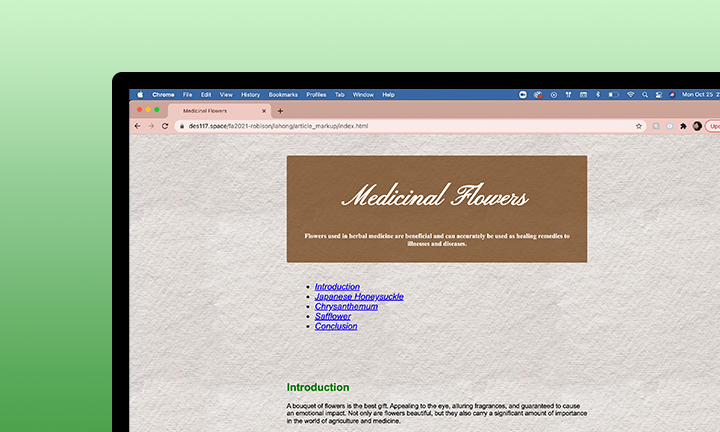 Chrome File Edit View History Bookmarks Profiles Tab Window Help Mon Oct 25 2
Medicinal Flowers
des117.space/fa2021-robison/lahong/article_markup/index.html
Medicinal Flowers
Flowers used in herbal medicine are beneficial and can accurately be used as healing remedies to
illnesses and diseases.
Introduction
Japanese Honeysuckle
Chrysanthemum
Safflower
Conclusion
Introduction
A bouquet of flowers is the best gift. Appealing to the eye, alluring fragrances, and guaranteed to cause
an emotional impact. Not only are flowers beautiful, but they also carry a significant amount of importance
in the world of agriculture and medicine.